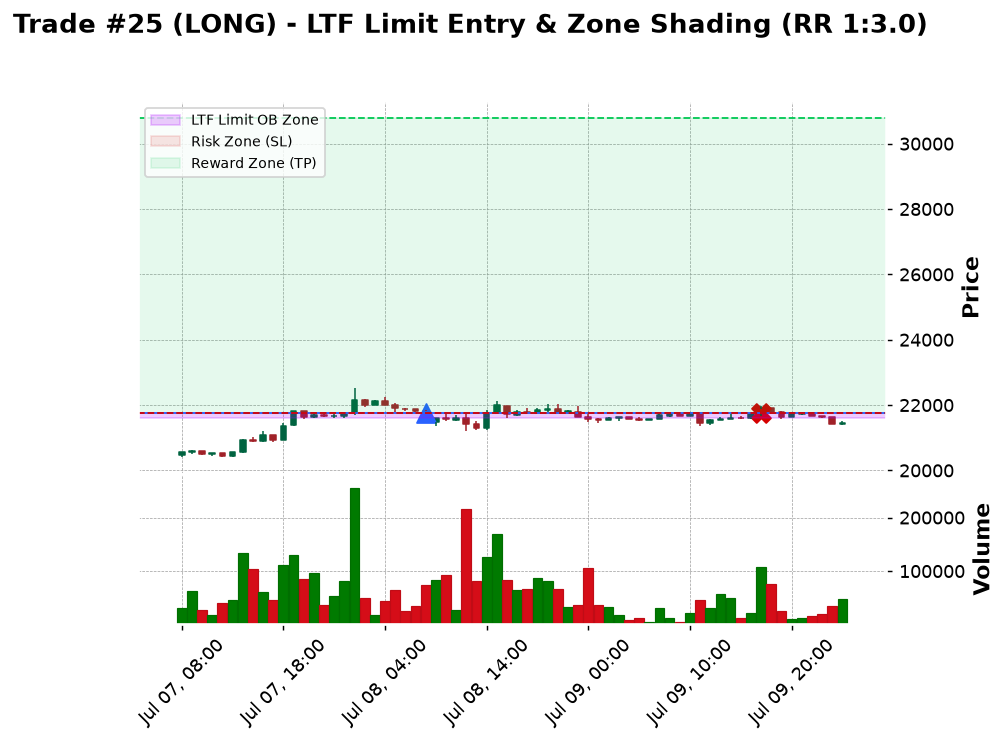 Trade #25 (LONG) - LTF Limit Entry & Zone Shading (RR 1:3.0)
LTF Limit OB Zone
Risk Zone (SL)
Reward Zone (TP)
30000
28000
26000
24000
22000
20000
Price
200000
100000
Volume
Jul 07, 08:00
Jul 07, 18:00
Jul 08, 04:00
Jul 08, 14:00
Jul 09, 00:00
Jul 09, 10:00
Jul 09, 20:00